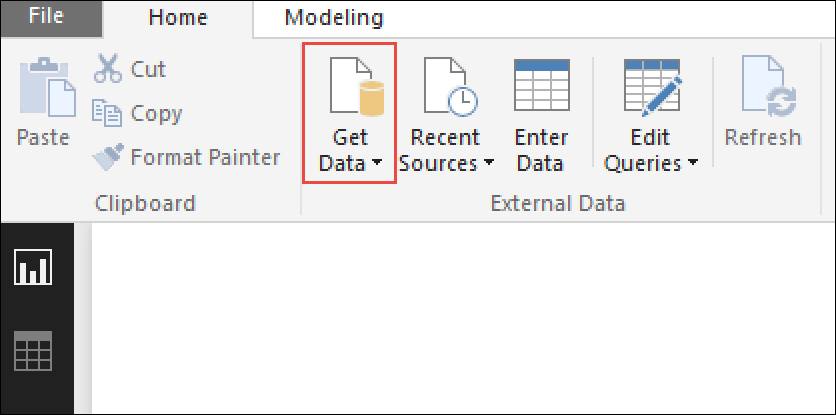 File Home Modeling
Cut
Copy
Paste
Format Painter
Clipboard
Get
Data
Recent
Sources
Enter
Data
Edit
Queries
Refresh
External Data